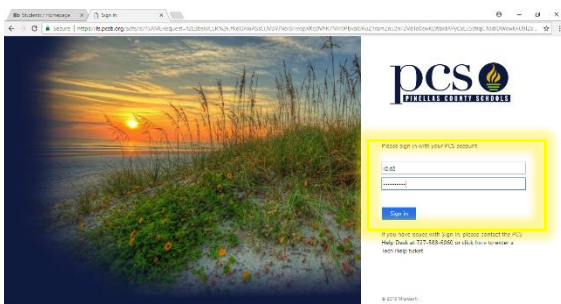 Students / Homepage
Sign In
Secure
pcs
PINELLAS COUNTY SCHOOLS
Please sign in with your PCS account
Sign in
If you have issues with Sign In, please contact the PCS
Help Desk at 727-588-6060 or click here to enter a
Tech Help ticket
© 2013 Microsoft